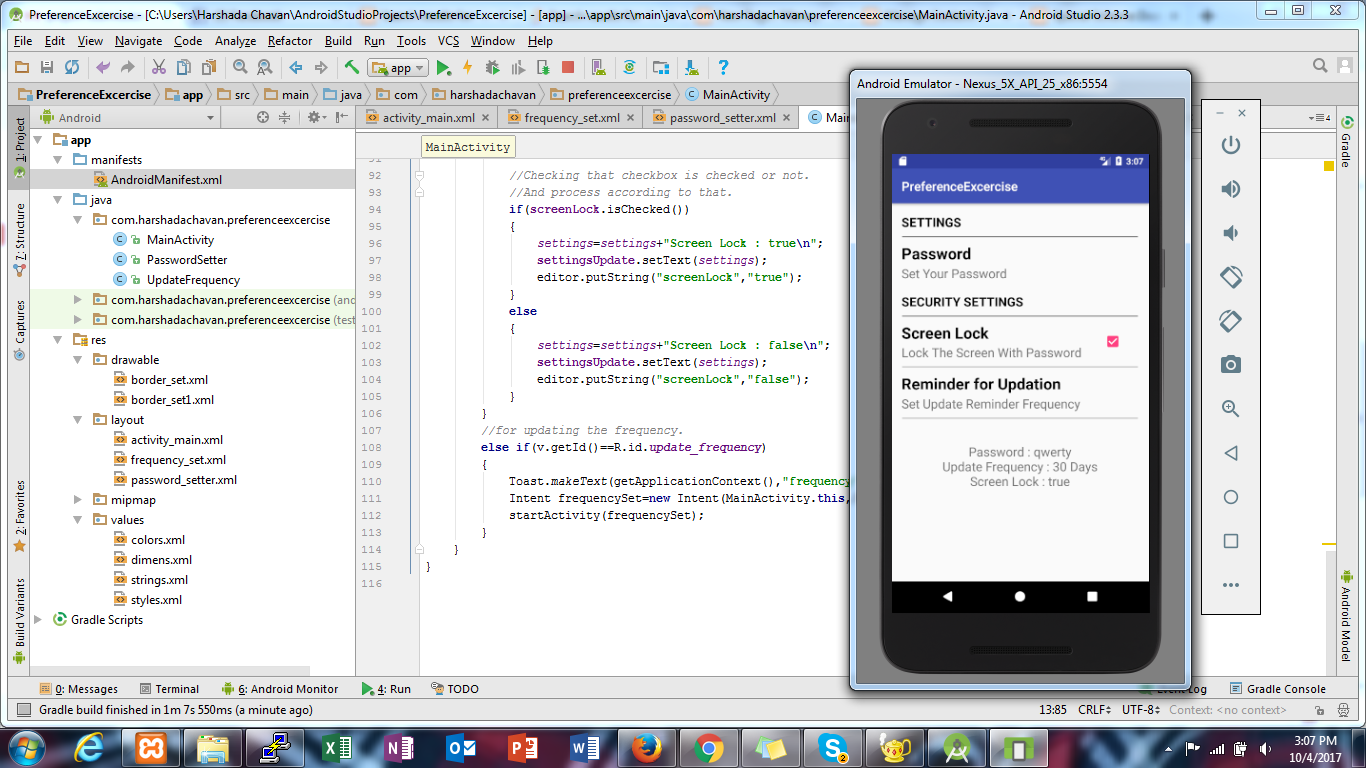 PreferenceExcercise - [C:\Users\Harshada Chavan\AndroidStudioProjects\PreferenceExcercise] - [app] - ...\app\src\main\java\com\harshadachavan\preferenceexcercise\MainActivity.java - Android Studio 2.3.3
File Edit View Navigate Code Analyze Refactor Build Run Tools VCS Window Help
app
PreferenceExcercise app src main java com harshadachavan preferenceexcercise MainActivity
Android
activity_main.xml frequency_set.xml password_setter.xml Main
4
MainActivity
1: Project
7: Structure
Captures
2: Favorites
Build Variants
app
manifests
AndroidManifest.xml
java
com.harshadachavan.preferenceexcercise
MainActivity
PasswordSetter
UpdateFrequency
com.harshadachavan.preferenceexcercise (and
com.harshadachavan.preferenceexcercise (test
res
drawable
border_set.xml
border_set1.xml
layout
activity_main.xml
frequency_set.xml
password_setter.xml
mipmap
values
colors.xml
dimens.xml
strings.xml
styles.xml
Gradle Scripts
92 //Checking that checkbox is checked or not.
93 //And process according to that.
94 if(screenLock.isChecked())
95 {
96 settings=settings+"Screen Lock : true\n";
97 settingsUpdate.setText(settings);
98 editor.putString("screenLock","true");
99 }
100 else
101 {
102 settings=settings+"Screen Lock : false\n";
103 settingsUpdate.setText(settings);
104 editor.putString("screenLock","false");
105 }
106 }
107 //for updating the frequency.
108 else if(v.getId()==R.id.update_frequency)
109 {
110 Toast.makeText(getApplicationContext(),"frequency
111 Intent frequencySet=new Intent(MainActivity.this,
112 startActivity(frequencySet);
113 }
114 }
115 }
116
Android Emulator - Nexus_5X_API_25_x86:5554
3:07
PreferenceExcercise
SETTINGS
Password
Set Your Password
SECURITY SETTINGS
Screen Lock
Lock The Screen With Password
Reminder for Updation
Set Update Reminder Frequency
Password : qwerty
Update Frequency : 30 Days
Screen Lock : true
Gradle
Android Model
0: Messages Terminal 6: Android Monitor 4: Run TODO Event Log Gradle Console
Gradle build finished in 1m 7s 550ms (a minute ago) 13:85 CRLF UTF-8 Context: <no context>
3:07 PM
10/4/2017